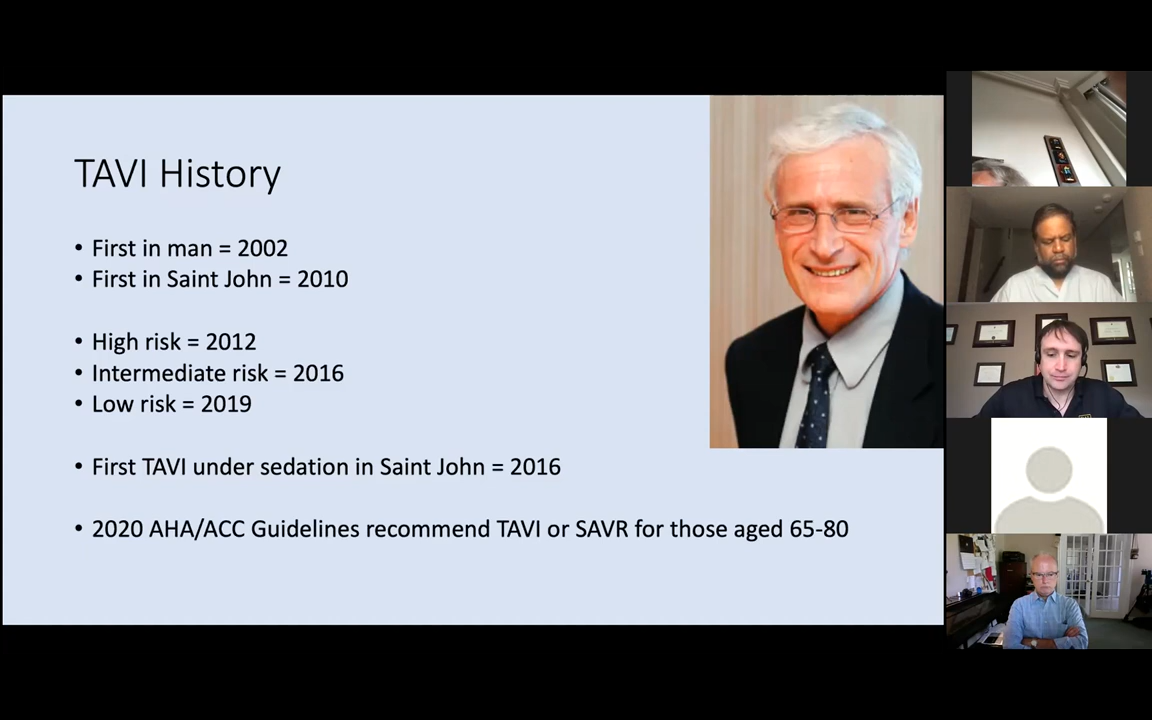 TAVI History
• First in man = 2002
• First in Saint John = 2010
• High risk = 2012
• Intermediate risk = 2016
• Low risk = 2019
• First TAVI under sedation in Saint John = 2016
• 2020 AHA/ACC Guidelines recommend TAVI or SAVR for those aged 65-80